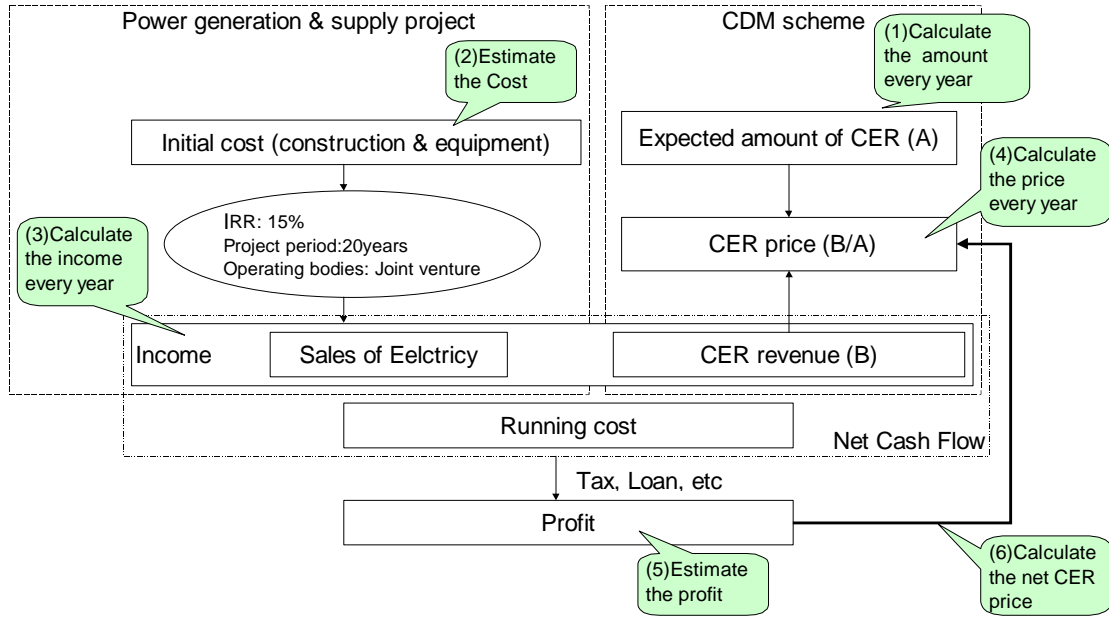 Power generation & supply project
CDM scheme
(1)Calculate
the amount
every year
(2)Estimate
the Cost
Initial cost (construction & equipment)
Expected amount of CER (A)
(4)Calculate
the price
every year
IRR: 15%
Project period:20years
Operating bodies: Joint venture
(3)Calculate
the income
every year
CER price (B/A)
Income
Sales of Eelctricy
CER revenue (B)
Running cost
Net Cash Flow
Tax, Loan, etc
Profit
(5)Estimate
the profit
(6)Calculate
the net CER
price